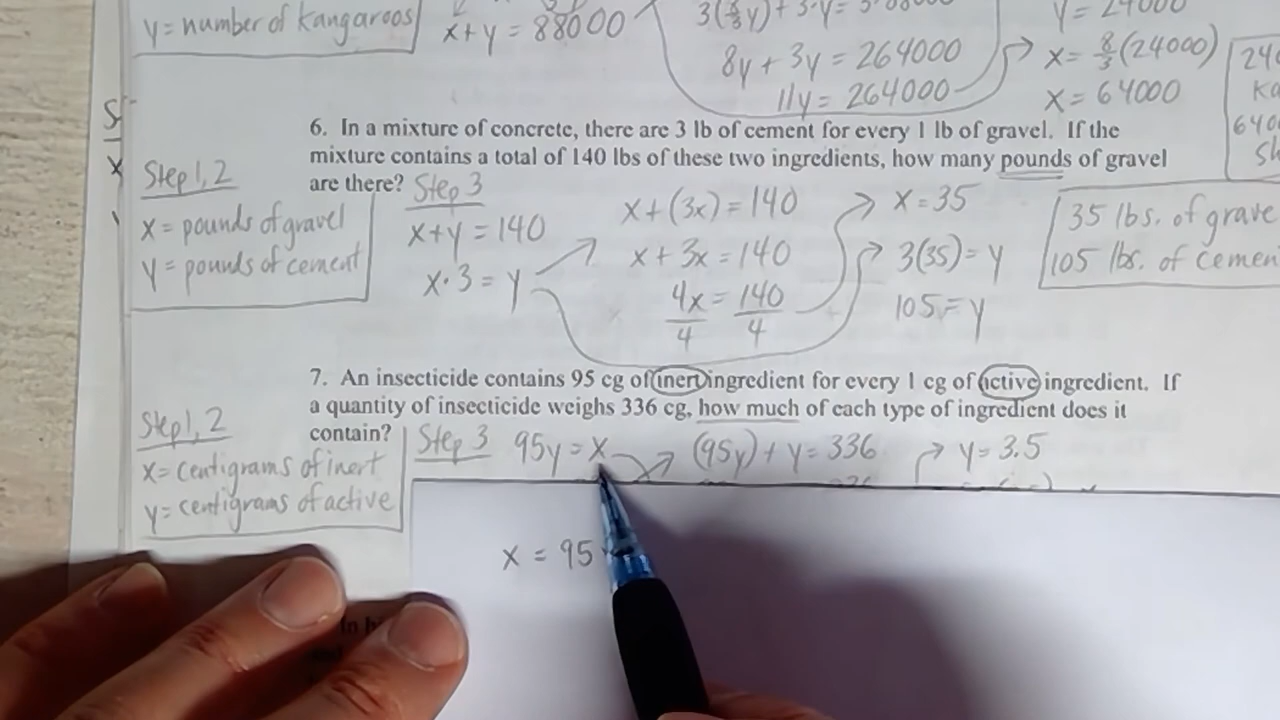 y = number of kangaroos
x+y = 88000
8y + 3y = 264000
11y = 264000
y = 24000
x = 8/3 (24000)
x = 64000
6. In a mixture of concrete, there are 3 lb of cement for every 1 lb of gravel. If the
mixture contains a total of 140 lbs of these two ingredients, how many pounds of gravel
are there?
Step 1, 2
x = pounds of gravel
y = pounds of cement
Step 3
x+y = 140
x·3 = y
x+(3x) = 140
x + 3x = 140
4x = 140
4 4
x = 35
3(35) = y
105 = y
35 lbs. of grave
105 lbs. of cemen
7. An insecticide contains 95 cg of inert ingredient for every 1 cg of active ingredient. If
a quantity of insecticide weighs 336 cg, how much of each type of ingredient does it
contain?
Step 1, 2
x= centigrams of inert
y= centigrams of active
Step 3
95y = x
(95y) + y = 336
y = 3.5
x = 95